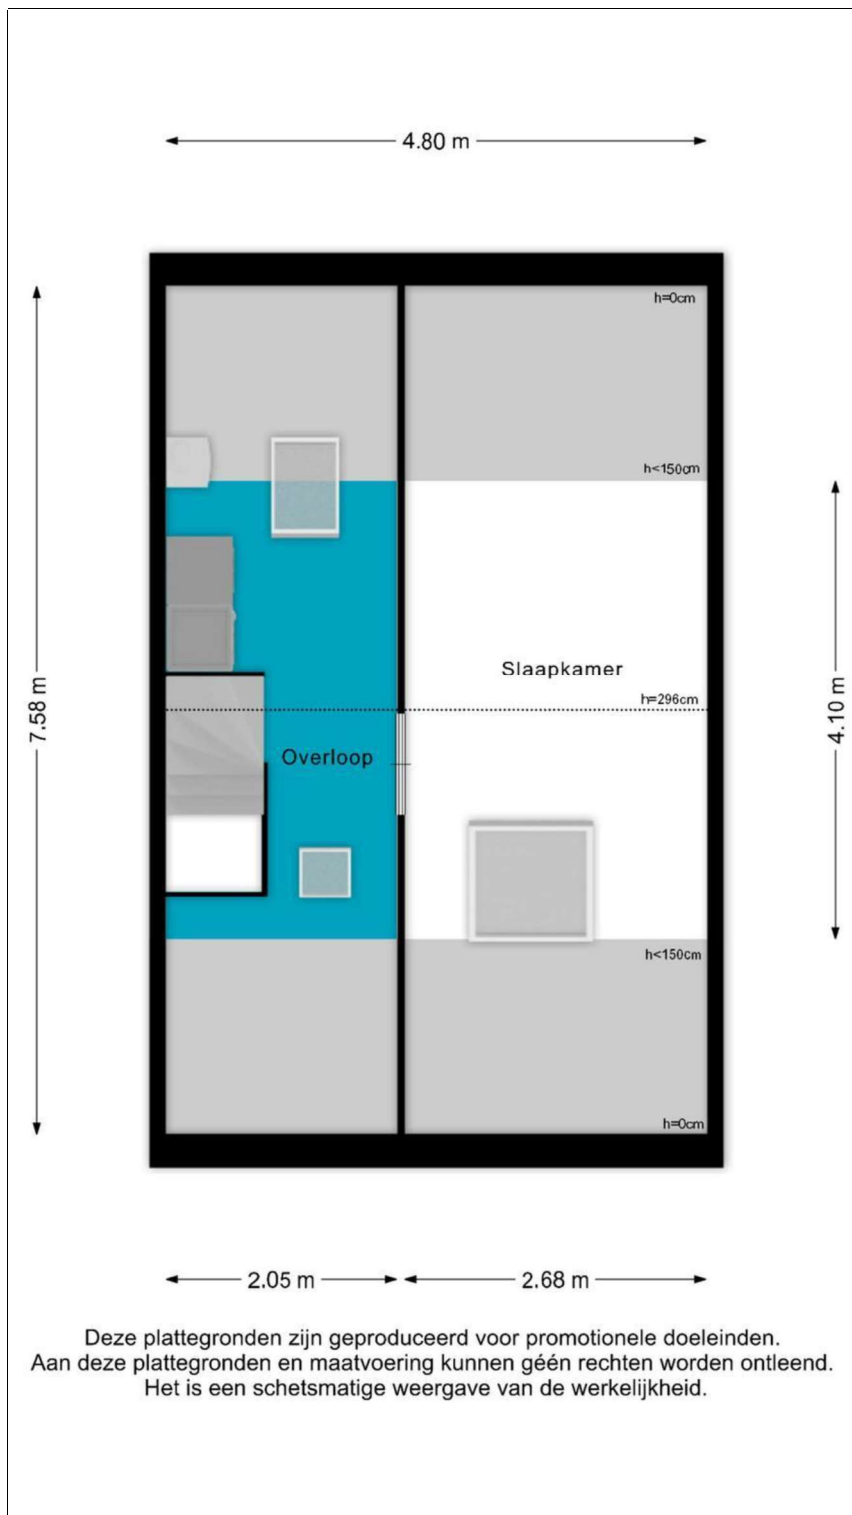 4.80 m
h=0cm
h<150cm
Slaapkamer
h=296cm
7.58 m
4.10 m
Overloop
h<150cm
h=0cm
2.05 m
2.68 m
Deze plattegronden zijn geproduceerd voor promotionele doeleinden.
Aan deze plattegronden en maatvoering kunnen géén rechten worden ontleend.
Het is een schetsmatige weergave van de werkelijkheid.